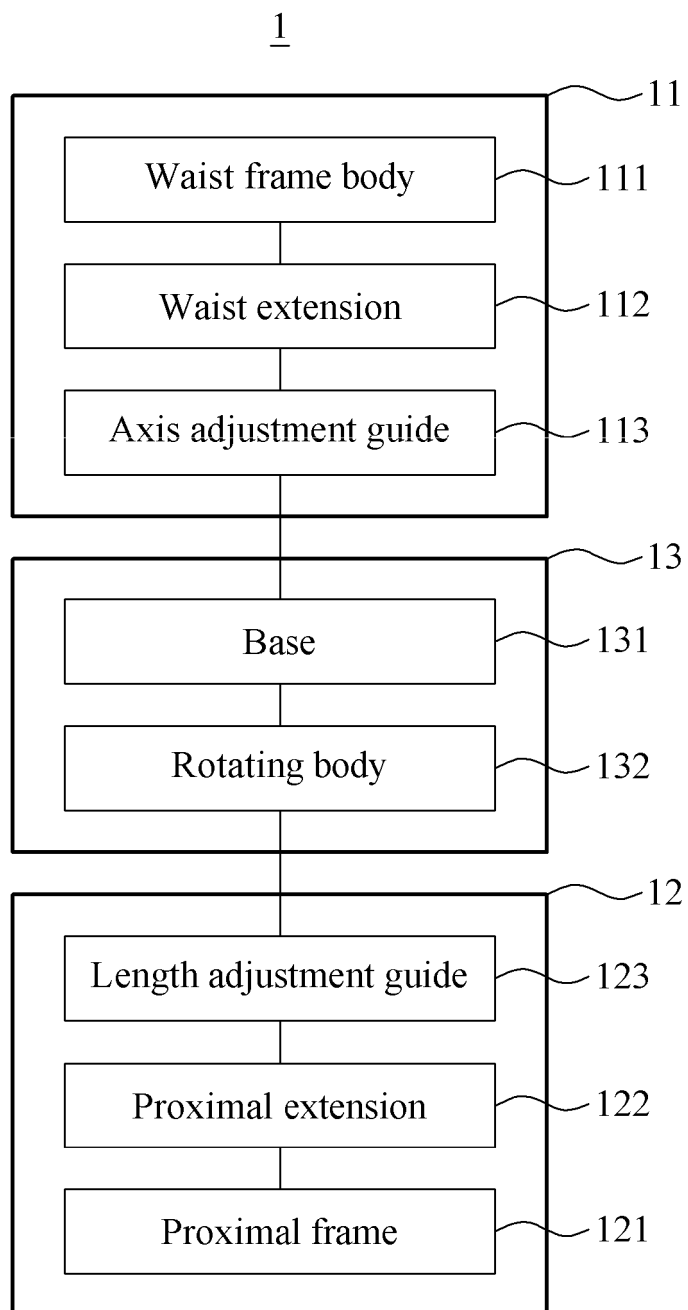 1
11
Waist frame body 111
Waist extension 112
Axis adjustment guide 113
13
Base 131
Rotating body 132
12
Length adjustment guide 123
Proximal extension 122
Proximal frame 121